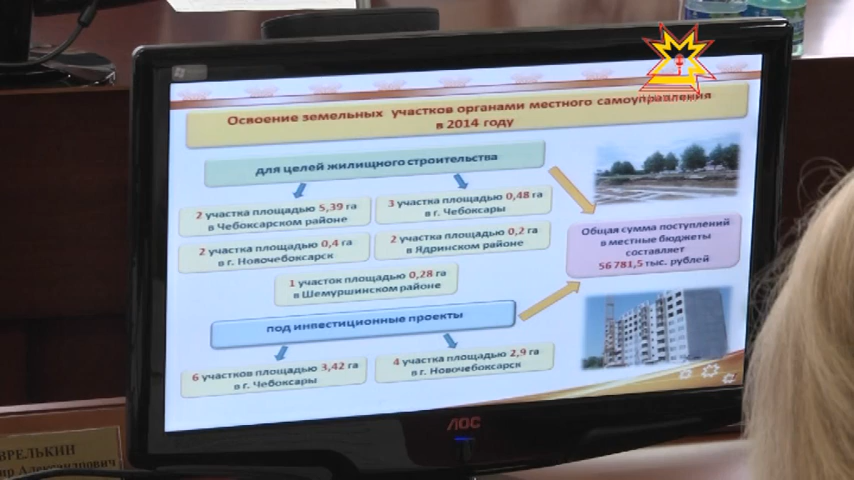 Освоение земельных участков органами местного самоуправления
в 2014 году
для целей жилищного строительства
2 участка площадью 5,39 га
в Чебоксарском районе
3 участка площадью 0,48 га
в г. Чебоксары
2 участка площадью 0,4 га
в г. Новочебоксарск
2 участка площадью 0,2 га
в Ядринском районе
1 участок площадью 0,28 га
в Шемуршинском районе
Общая сумма поступлений
в местные бюджеты
составляет
56 781,5 тыс. рублей
под инвестиционные проекты
6 участков площадью 3,42 га
в г. Чебоксары
4 участка площадью 2,9 га
в г. Новочебоксарск
AOC
ВРЕЛЬКИН
Александрович